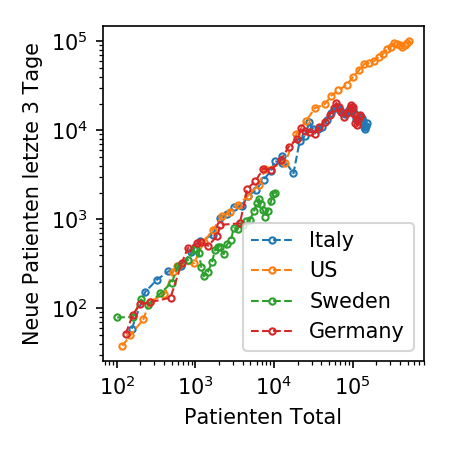 Neue Patienten letzte 3 Tage
10⁵
10⁴
10³
10²
Italy
US
Sweden
Germany
10² 10³ 10⁴ 10⁵
Patienten Total